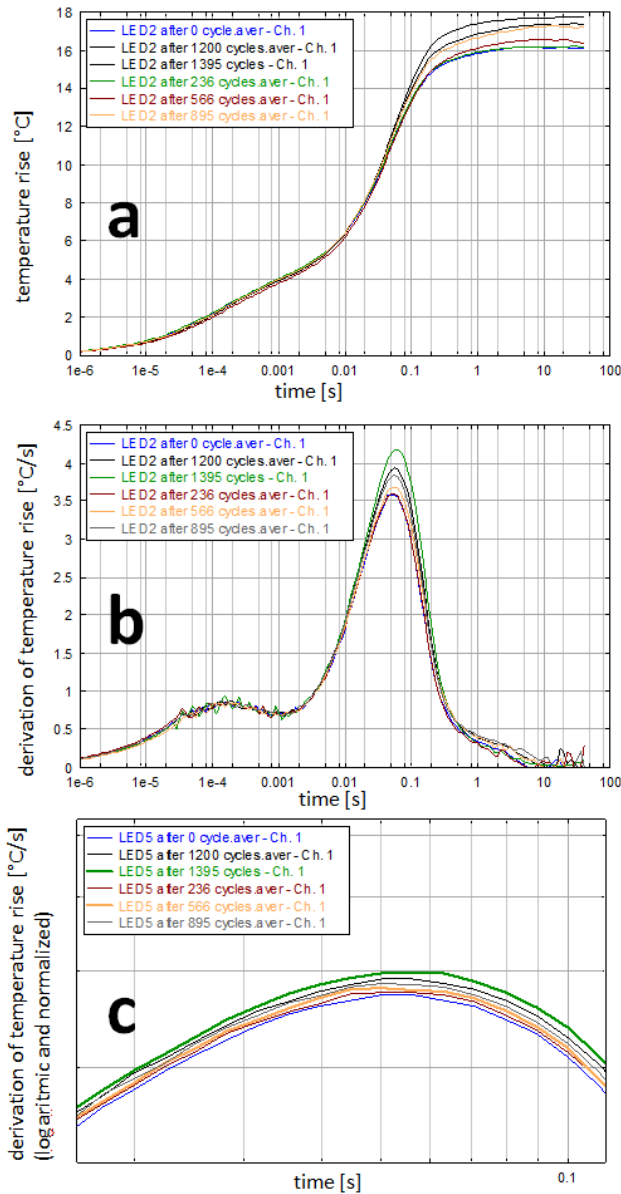 18
16
14
12
10
8
6
4
2
0
temperature rise [°C]
LED2 after 0 cycle.aver - Ch. 1
LED2 after 1200 cycles.aver - Ch. 1
LED2 after 1395 cycles - Ch. 1
LED2 after 236 cycles.aver - Ch. 1
LED2 after 566 cycles.aver - Ch. 1
LED2 after 895 cycles.aver - Ch. 1
a
1e-6 1e-5 1e-4 0.001 0.01 0.1 1 10 100
time [s]
4.5
4
3.5
3
2.5
2
1.5
1
0.5
0
derivation of temperature rise [°C/s]
LED2 after 0 cycle.aver - Ch. 1
LED2 after 1200 cycles.aver - Ch. 1
LED2 after 1395 cycles - Ch. 1
LED2 after 236 cycles.aver - Ch. 1
LED2 after 566 cycles.aver - Ch. 1
LED2 after 895 cycles.aver - Ch. 1
b
1e-6 1e-5 1e-4 0.001 0.01 0.1 1 10 100
time [s]
derivation of temperature rise [°C/s]
(logaritmic and normalized)
LED5 after 0 cycle.aver - Ch. 1
LED5 after 1200 cycles.aver - Ch. 1
LED5 after 1395 cycles - Ch. 1
LED5 after 236 cycles.aver - Ch. 1
LED5 after 566 cycles.aver - Ch. 1
LED5 after 895 cycles.aver - Ch. 1
c
0.1
time [s]